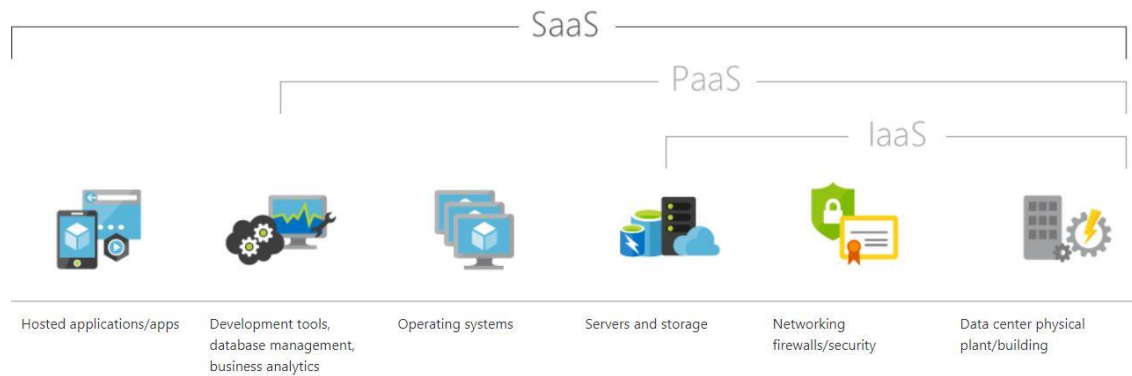 SaaS
PaaS
IaaS
Hosted applications/apps
Development tools,
database management,
business analytics
Operating systems
Servers and storage
Networking
firewalls/security
Data center physical
plant/building